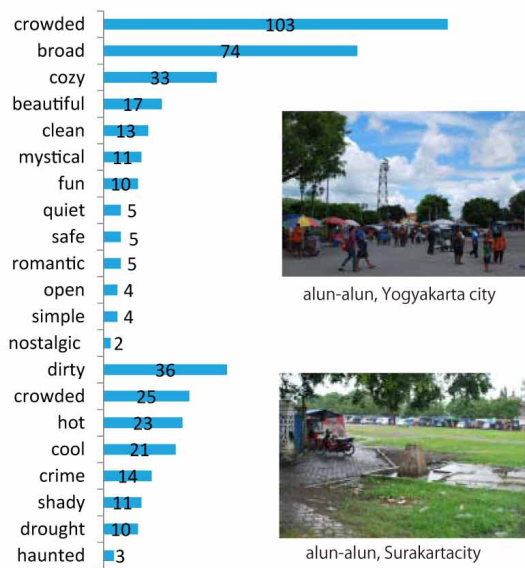 crowded 103
broad 74
cozy 33
beautiful 17
clean 13
mystical 11
fun 10
quiet 5
safe 5
romantic 5
open 4
simple 4
nostalgic 2
dirty 36
crowded 25
hot 23
cool 21
crime 14
shady 11
drought 10
haunted 3
alun-alun, Yogyakarta city
alun-alun, Surakartacity